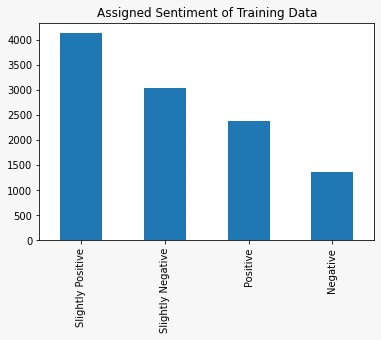 Assigned Sentiment of Training Data
4000
3500
3000
2500
2000
1500
1000
500
0
Slightly Positive
Slightly Negative
Positive
Negative